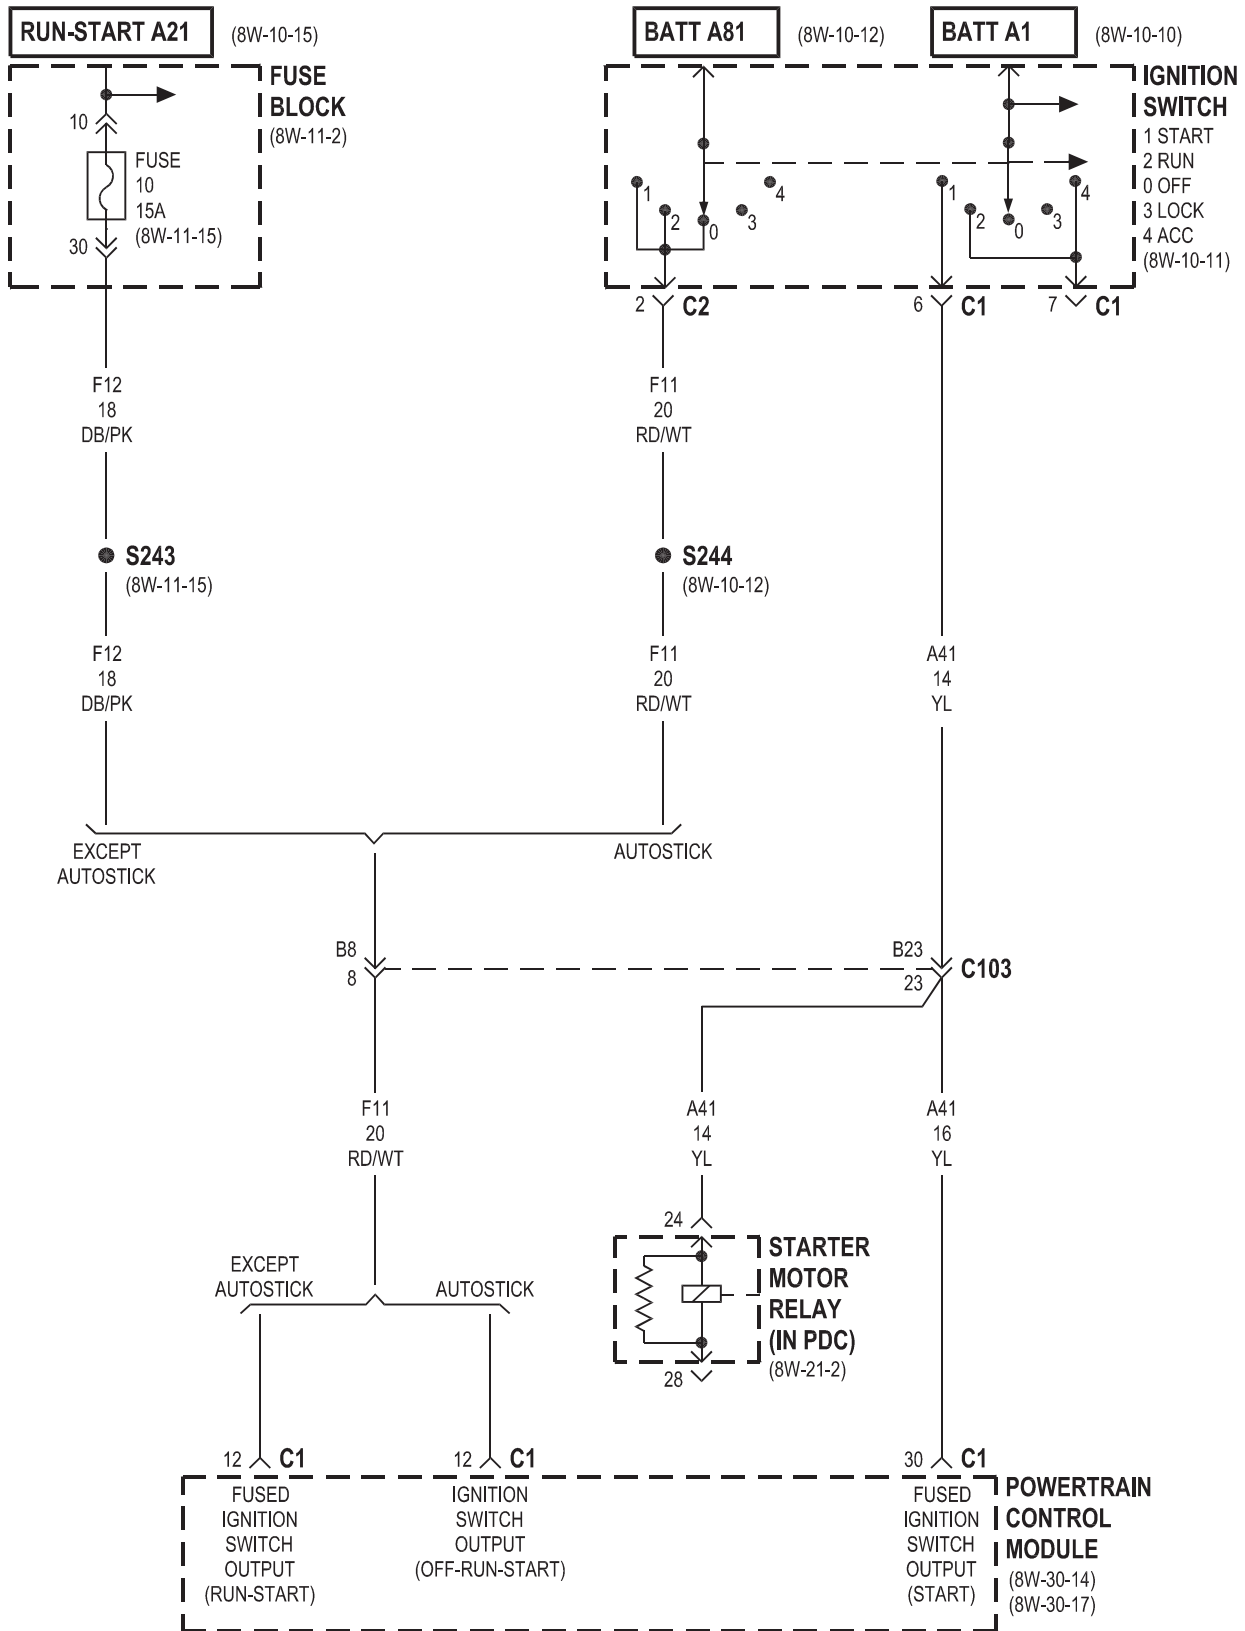 RUN-START A21
(8W-10-15)
BATT A81
(8W-10-12)
BATT A1
(8W-10-10)
FUSE
BLOCK
(8W-11-2)
10
FUSE
10
15A
(8W-11-15)
30
IGNITION
SWITCH
1 START
2 RUN
0 OFF
3 LOCK
4 ACC
(8W-10-11)
1
2
0
3
4
1
2
0
3
4
2
C2
6
C1
7
C1
F12
18
DB/PK
F11
20
RD/WT
S243
(8W-11-15)
S244
(8W-10-12)
F12
18
DB/PK
F11
20
RD/WT
A41
14
YL
EXCEPT
AUTOSTICK
AUTOSTICK
B8
8
B23
23
C103
F11
20
RD/WT
A41
14
YL
A41
16
YL
24
STARTER
MOTOR
RELAY
(IN PDC)
(8W-21-2)
28
EXCEPT
AUTOSTICK
AUTOSTICK
12
C1
12
C1
30
C1
FUSED
IGNITION
SWITCH
OUTPUT
(RUN-START)
IGNITION
SWITCH
OUTPUT
(OFF-RUN-START)
FUSED
IGNITION
SWITCH
OUTPUT
(START)
POWERTRAIN
CONTROL
MODULE
(8W-30-14)
(8W-30-17)